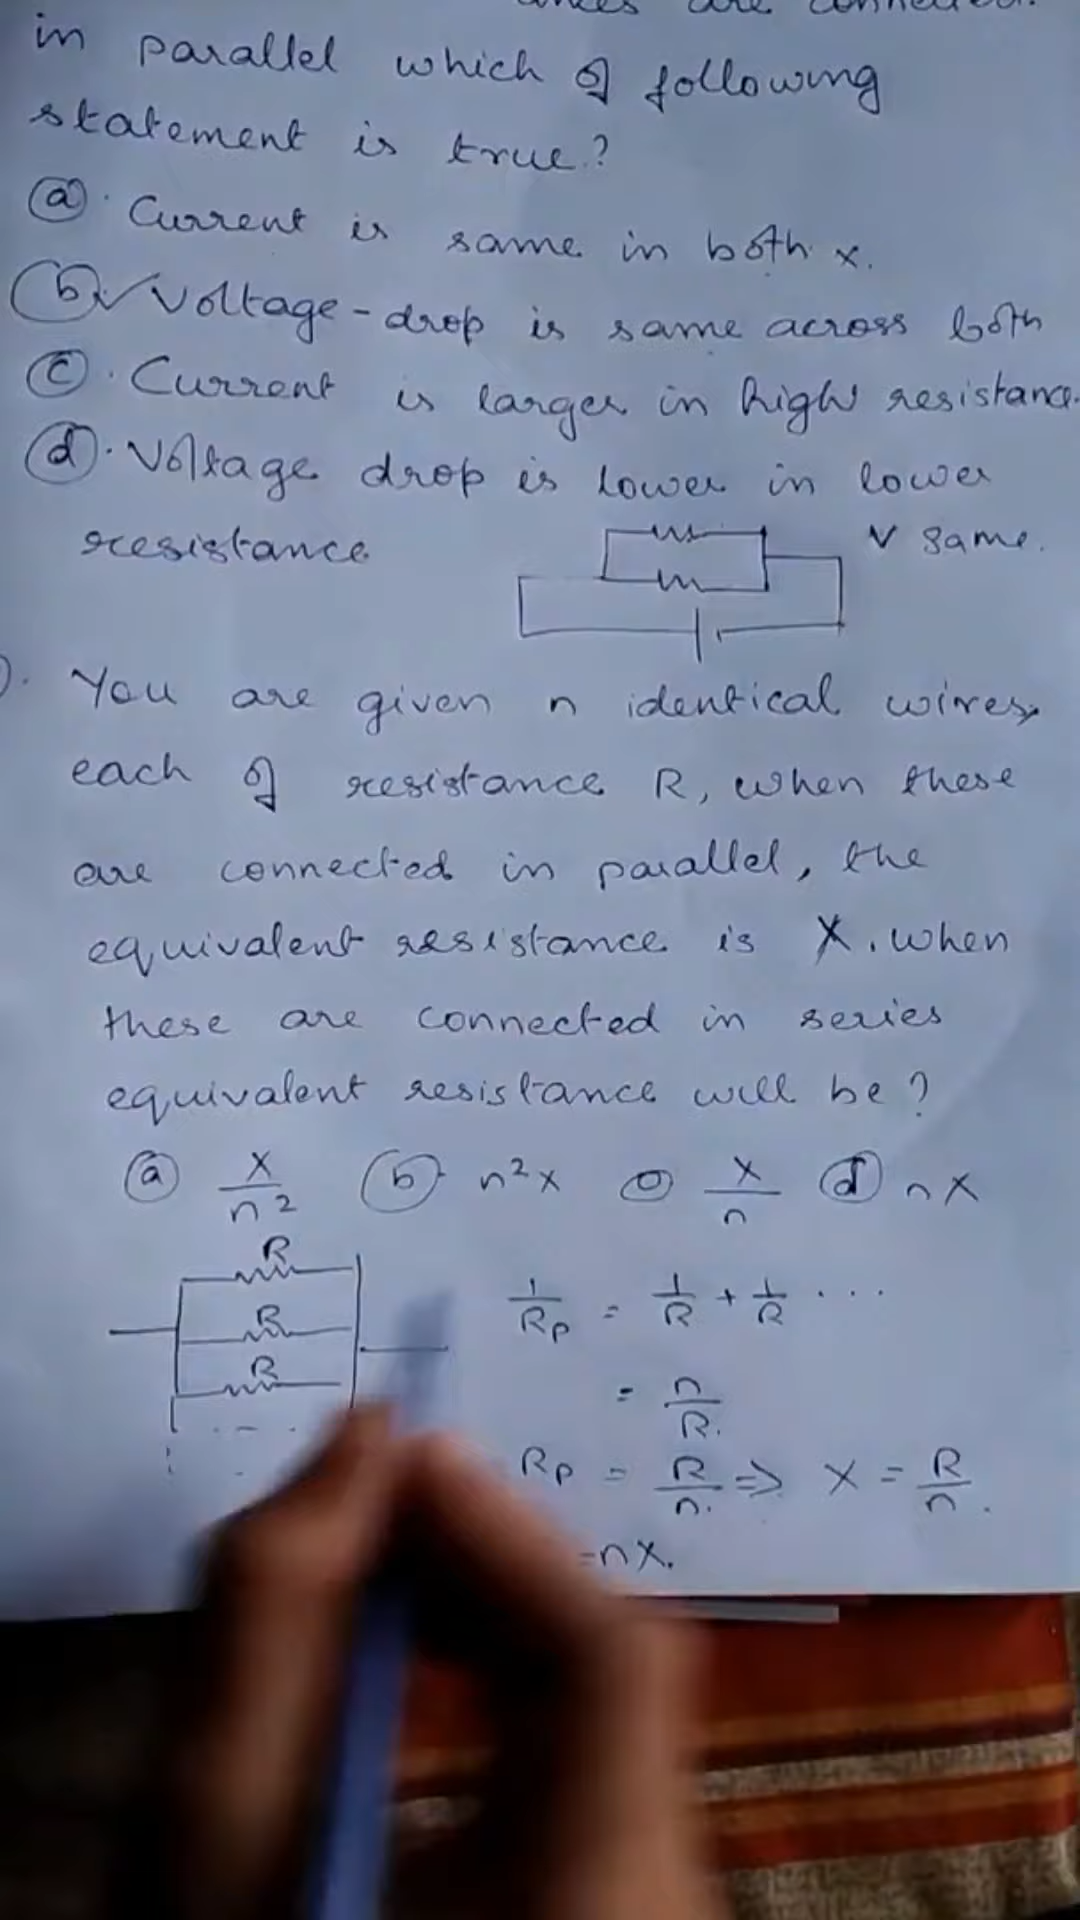 are connected.
in parallel which of following
statement is true?
(a). Current is same in both x.
(b)✓ Voltage-drop is same across both
(c). Current is larger in high resistance.
(d). Voltage drop is lower in lower
resistance
V same.
You are given n identical wires,
each of resistance R, when these
are connected in parallel, the
equivalent resistance is X. when
these are connected in series
equivalent resistance will be?
(a) X/n² (b) n²x (c) X/n (d) nX
R
R
R
1/Rp = 1/R + 1/R ...
= n/R.
Rp = R/n. => X = R/n.
=nX.